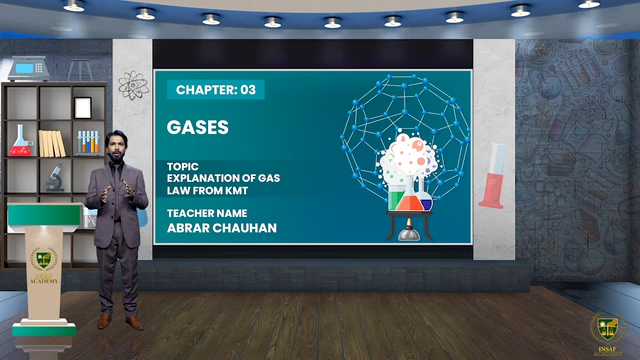 CHAPTER: 03
GASES
TOPIC
EXPLANATION OF GAS
LAW FROM KMT
TEACHER NAME
ABRAR CHAUHAN
ACADEMY
INSAF